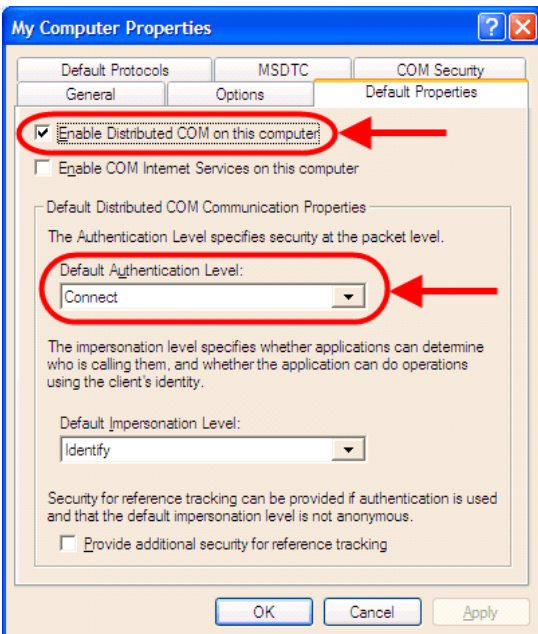 My Computer Properties
Default Protocols MSDTC COM Security
General Options Default Properties
Enable Distributed COM on this computer
Enable COM Internet Services on this computer
Default Distributed COM Communication Properties
The Authentication Level specifies security at the packet level.
Default Authentication Level:
Connect
The impersonation level specifies whether applications can determine
who is calling them, and whether the application can do operations
using the client's identity.
Default Impersonation Level:
Identify
Security for reference tracking can be provided if authentication is used
and that the default impersonation level is not anonymous.
Provide additional security for reference tracking
OK Cancel Apply